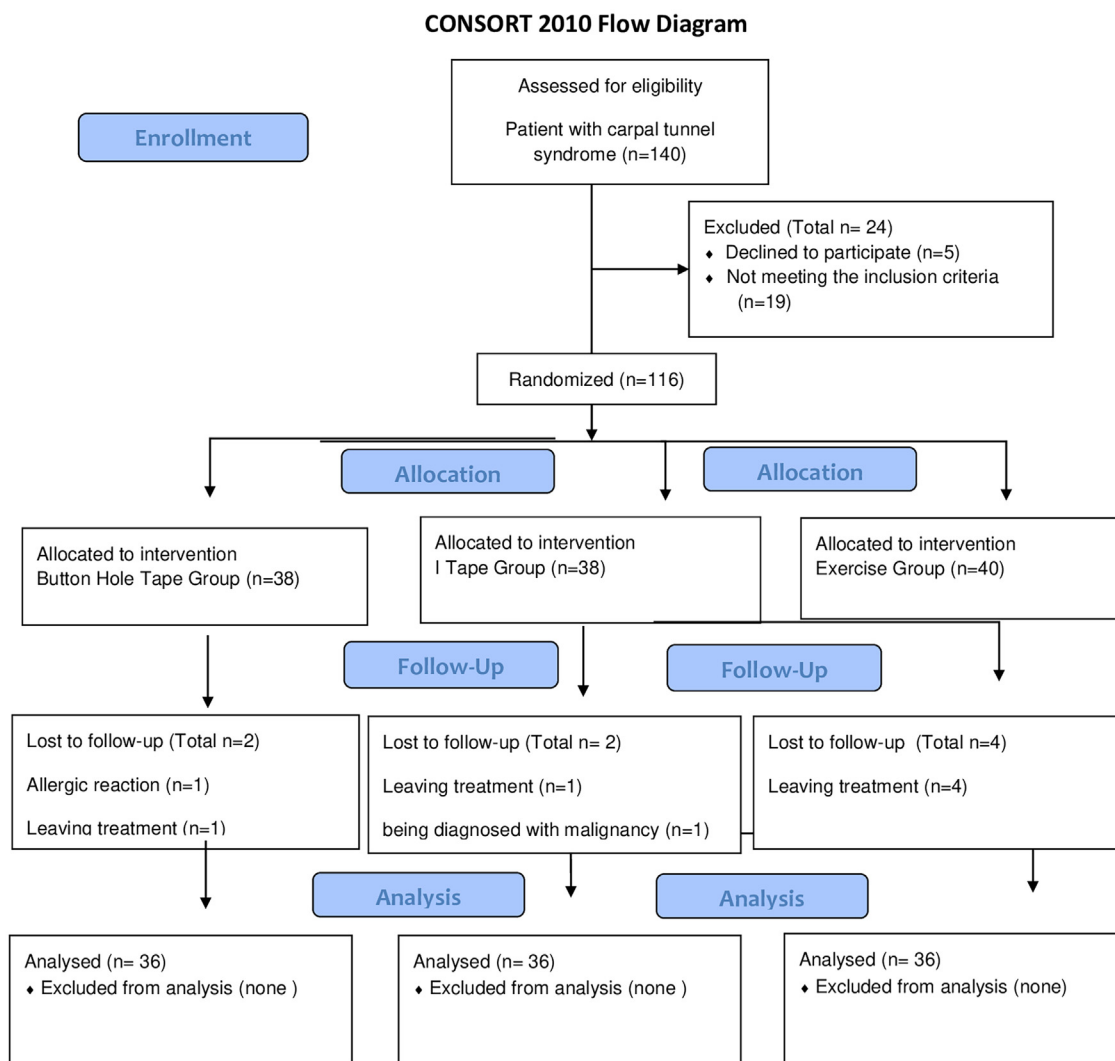 CONSORT 2010 Flow Diagram
Enrollment
Assessed for eligibility
Patient with carpal tunnel
syndrome (n=140)
Excluded (Total n= 24)
♦ Declined to participate (n=5)
♦ Not meeting the inclusion criteria
(n=19)
Randomized (n=116)
Allocation
Allocation
Allocated to intervention
Button Hole Tape Group (n=38)
Allocated to intervention
I Tape Group (n=38)
Allocated to intervention
Exercise Group (n=40)
Follow-Up
Follow-Up
Lost to follow-up (Total n=2)
Allergic reaction (n=1)
Leaving treatment (n=1)
Lost to follow-up (Total n= 2)
Leaving treatment (n=1)
being diagnosed with malignancy (n=1)
Lost to follow-up (Total n=4)
Leaving treatment (n=4)
Analysis
Analysis
Analysed (n= 36)
♦ Excluded from analysis (none )
Analysed (n= 36)
♦ Excluded from analysis (none )
Analysed (n= 36)
♦ Excluded from analysis (none)